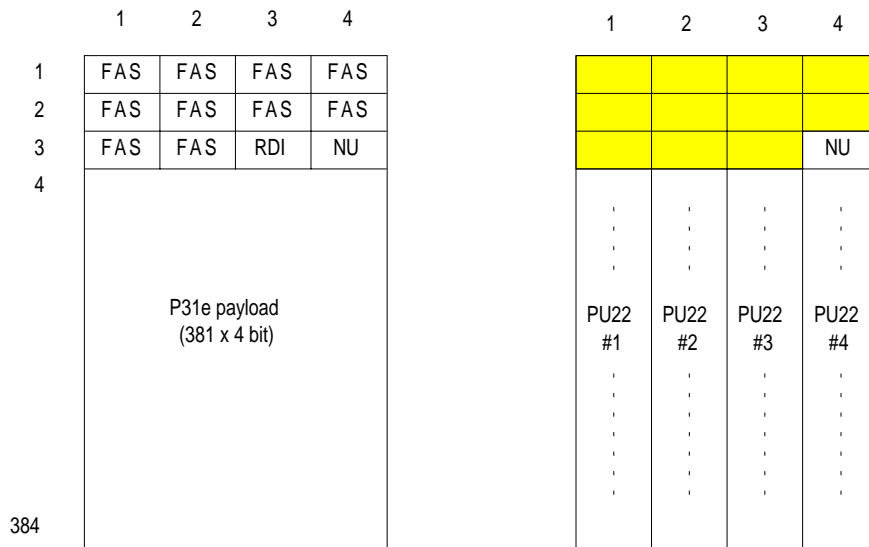 1 2 3 4
1 2 3 4
1 FAS FAS FAS FAS
2 FAS FAS FAS FAS
3 FAS FAS RDI NU
NU
4
P31e payload
(381 x 4 bit)
PU22 PU22 PU22 PU22
#1 #2 #3 #4
384